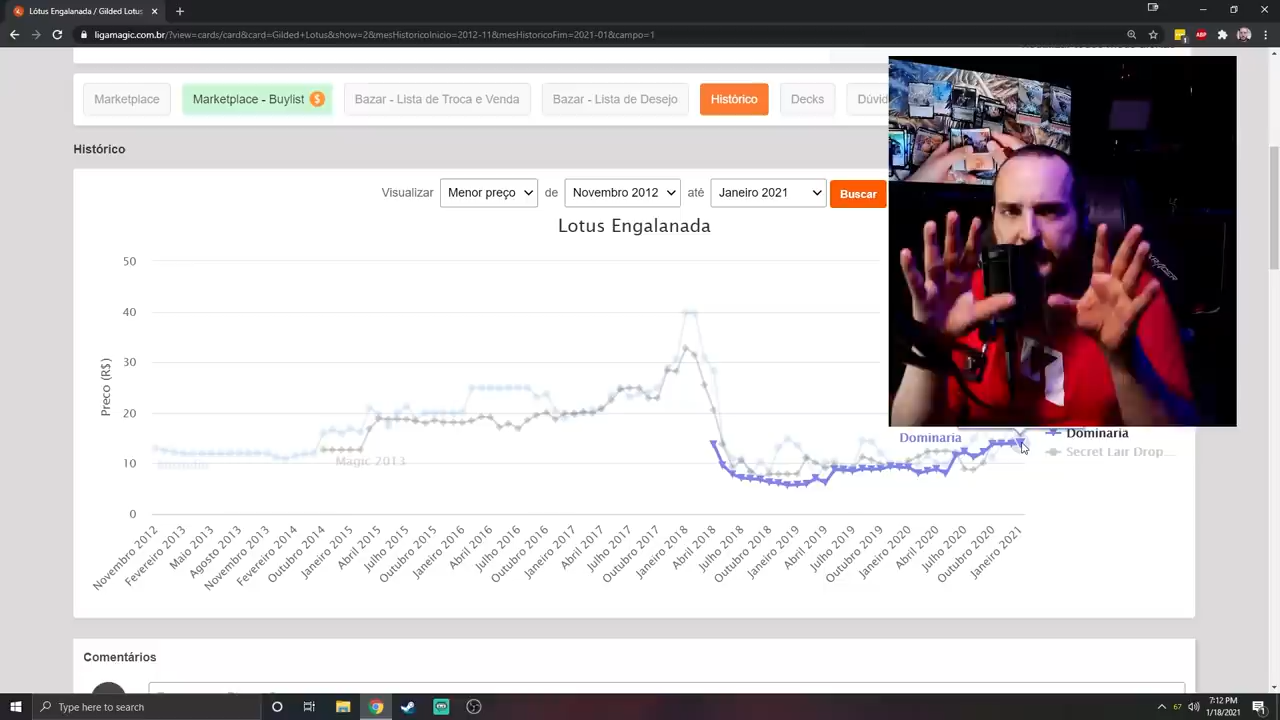 Lótus Engalanada / Gilded Lotus
ligamagic.com.br/?view=cards/card&card=Gilded+Lotus&show=2&mesHistoricoInicio=2012-11&mesHistoricoFim=2021-01&campo=1
Marketplace
Marketplace - Buylist $
Bazar - Lista de Troca e Venda
Bazar - Lista de Desejo
Histórico
Decks
Dúvid
Histórico
Visualizar Menor preço de Novembro 2012 até Janeiro 2021 Buscar
Lotus Engalanada
Preco (R$)
50
40
30
20
10
0
Magic 2013
Dominaria
Dominaria
Secret Lair Drop...
Novembro 2012
Fevereiro 2013
Maio 2013
Agosto 2013
Novembro 2013
Fevereiro 2014
Outubro 2014
Janeiro 2015
Abril 2015
Julho 2015
Outubro 2015
Janeiro 2016
Abril 2016
Julho 2016
Outubro 2016
Janeiro 2017
Abril 2017
Julho 2017
Outubro 2017
Janeiro 2018
Abril 2018
Julho 2018
Outubro 2018
Janeiro 2019
Abril 2019
Julho 2019
Outubro 2019
Janeiro 2020
Abril 2020
Julho 2020
Outubro 2020
Janeiro 2021
Comentários
Type here to search
67
7:12 PM
1/18/2021